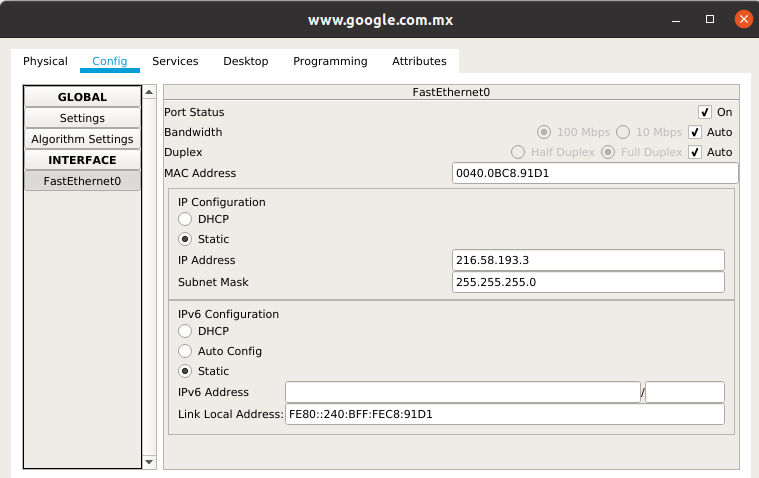 www.google.com.mx
Physical Config Services Desktop Programming Attributes
GLOBAL
Settings
Algorithm Settings
INTERFACE
FastEthernet0
FastEthernet0
Port Status On
Bandwidth 100 Mbps 10 Mbps Auto
Duplex Half Duplex Full Duplex Auto
MAC Address 0040.0BC8.91D1
IP Configuration
DHCP
Static
IP Address 216.58.193.3
Subnet Mask 255.255.255.0
IPv6 Configuration
DHCP
Auto Config
Static
IPv6 Address /
Link Local Address: FE80::240:BFF:FEC8:91D1